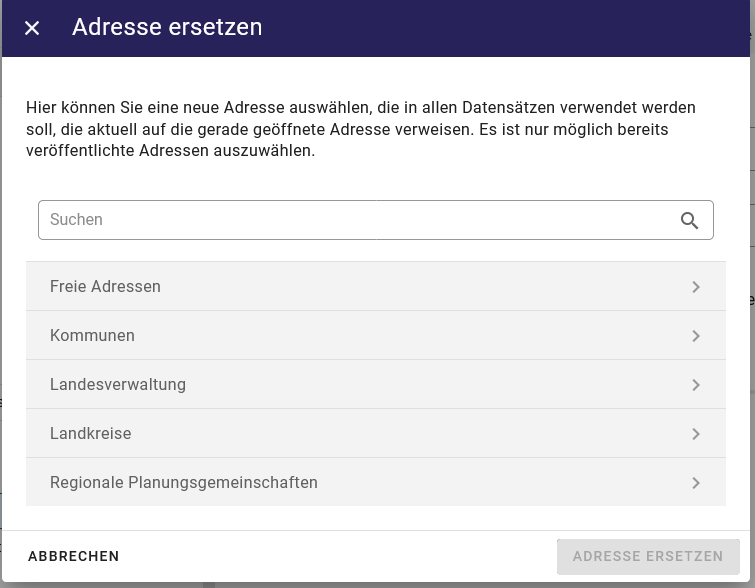 Adresse ersetzen
Hier können Sie eine neue Adresse auswählen, die in allen Datensätzen verwendet werden
soll, die aktuell auf die gerade geöffnete Adresse verweisen. Es ist nur möglich bereits
veröffentlichte Adressen auszuwählen.
Suchen
Freie Adressen
Kommunen
Landesverwaltung
Landkreise
Regionale Planungsgemeinschaften
ABBRECHEN
ADRESSE ERSETZEN